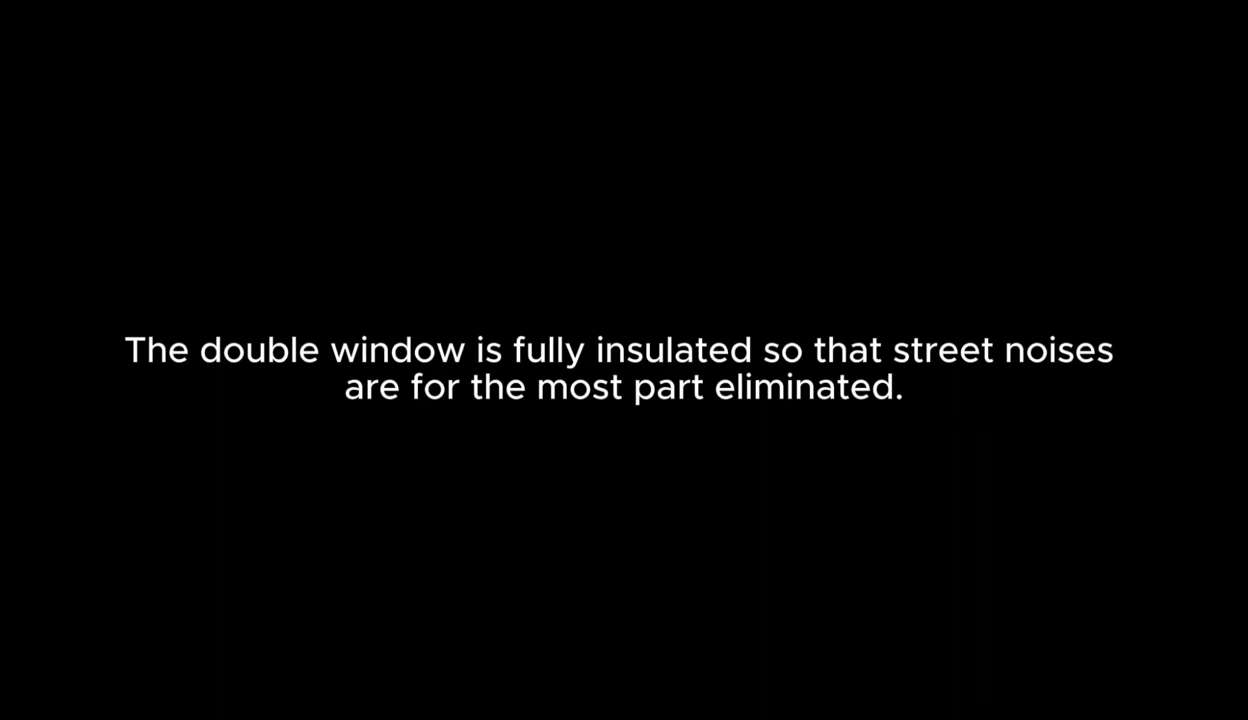 The double window is fully insulated so that street noises
are for the most part eliminated.